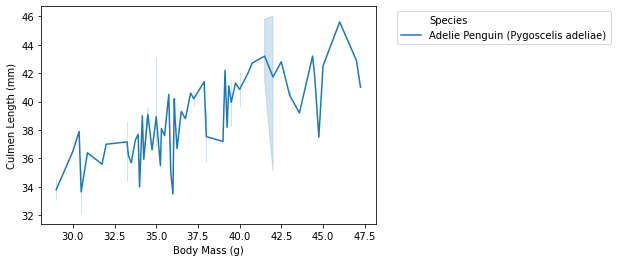 46
44
42
40
38
36
34
32
Culmen Length (mm)
30.0 32.5 35.0 37.5 40.0 42.5 45.0 47.5
Body Mass (g)
Species
Adelie Penguin (Pygoscelis adeliae)